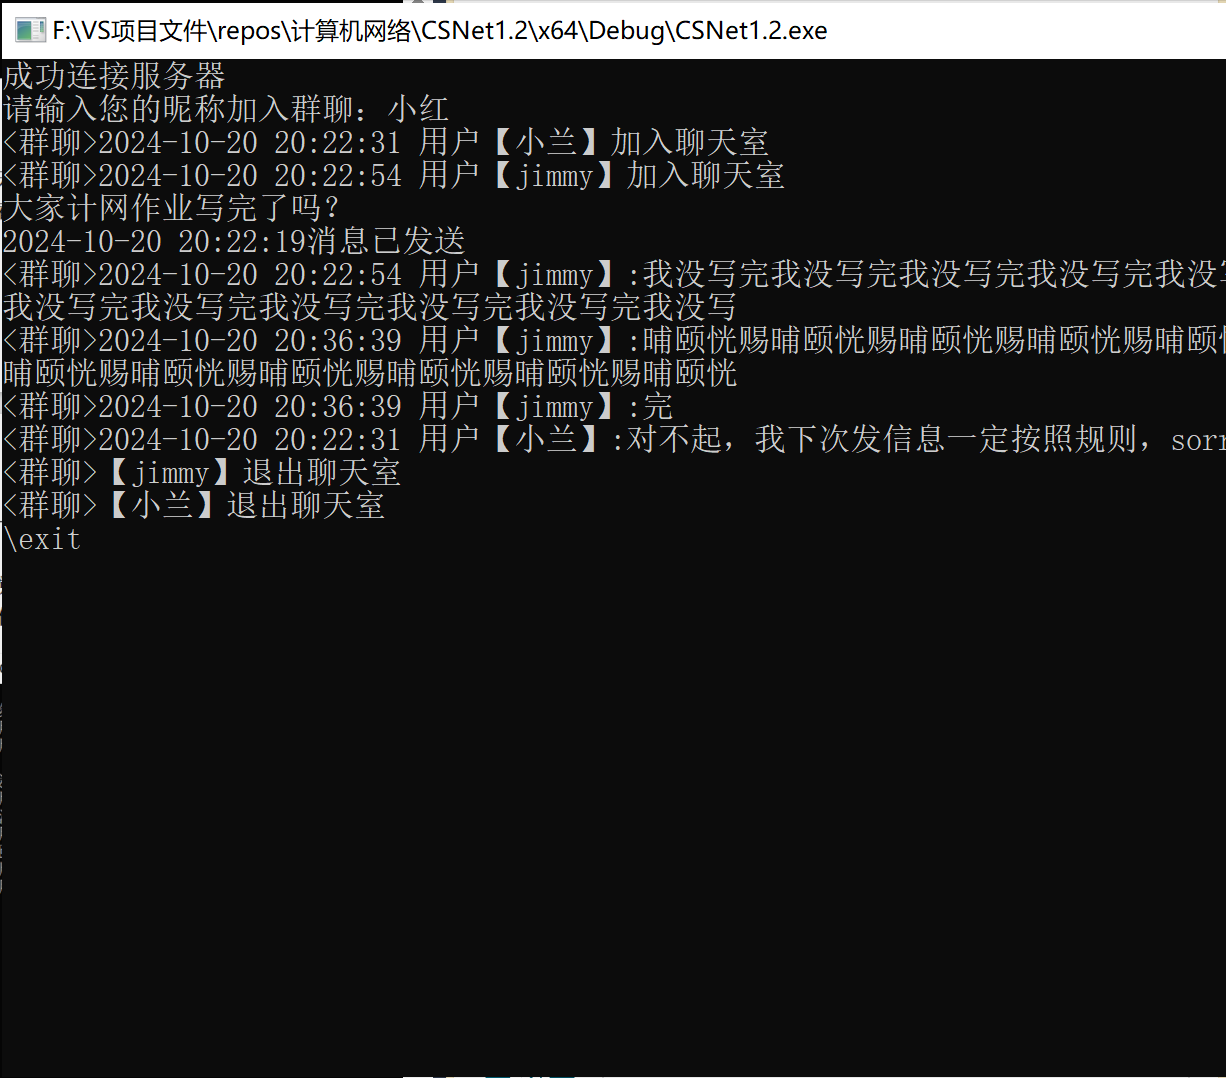 F:\VS项目文件\repos\计算机网络\CSNet1.2\x64\Debug\CSNet1.2.exe
成功连接服务器
请输入您的昵称加入群聊：小红
<群聊>2024-10-20 20:22:31 用户【小兰】加入聊天室
<群聊>2024-10-20 20:22:54 用户【jimmy】加入聊天室
大家计网作业写完了吗?
2024-10-20 20:22:19消息已发送
<群聊>2024-10-20 20:22:54 用户【jimmy】:我没写完我没写完我没写完我没写完我没
我没写完我没写完我没写完我没写完我没写完我没写
<群聊>2024-10-20 20:36:39 用户【jimmy】:晡颐恍赐晡颐恍赐晡颐恍赐晡颐恍赐晡颐
晡颐恍赐晡颐恍赐晡颐恍赐晡颐恍赐晡颐恍赐晡颐恍
<群聊>2024-10-20 20:36:39 用户【jimmy】:完
<群聊>2024-10-20 20:22:31 用户【小兰】:对不起，我下次发信息一定按照规则，sorr
<群聊>【jimmy】退出聊天室
<群聊>【小兰】退出聊天室
\exit